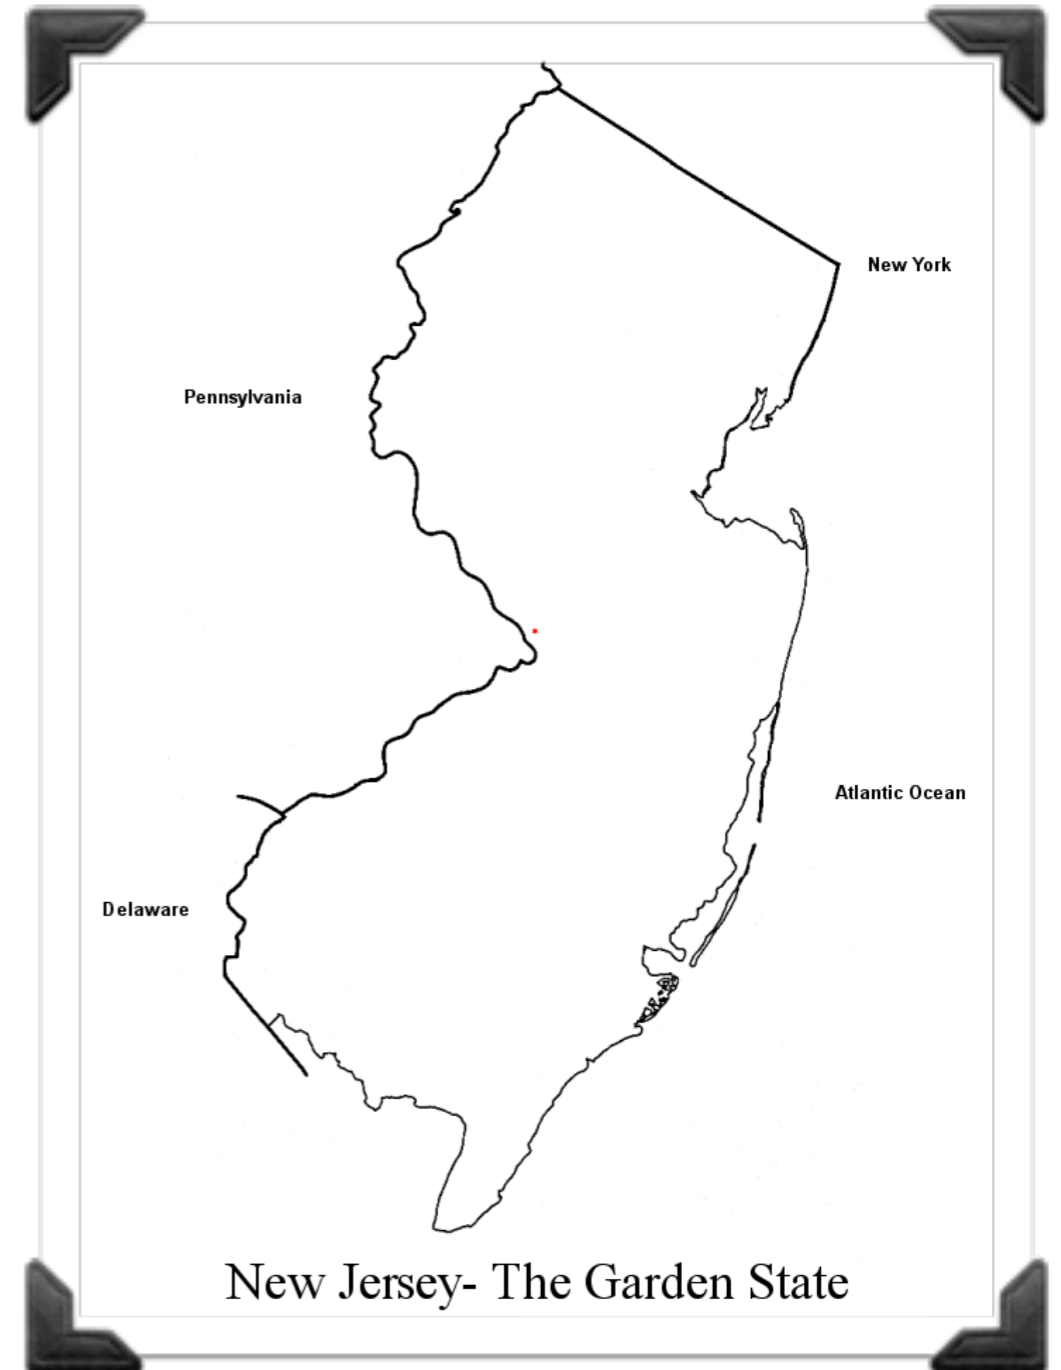 New York
Pennsylvania
Atlantic Ocean
Delaware
New Jersey- The Garden State